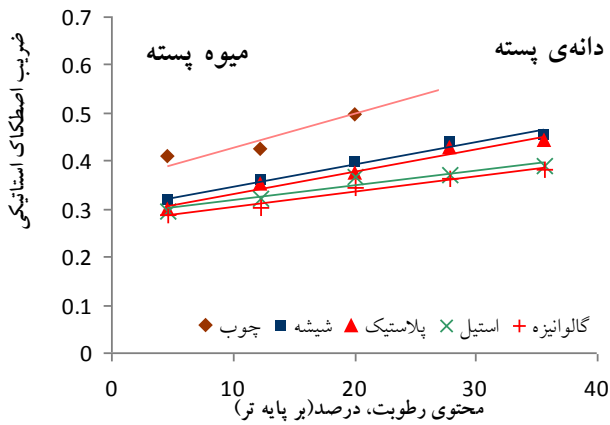 0.7
0.6
0.5
0.4
0.3
0.2
0.1
0
ضریب اصطکاک استاتیکی
دانه‌ی پسته
میوه پسته
چوب
شیشه
پلاستیک
استیل
گالوانیزه
0 10 20 30 40
محتوی رطوبت، درصد(بر پایه تر)